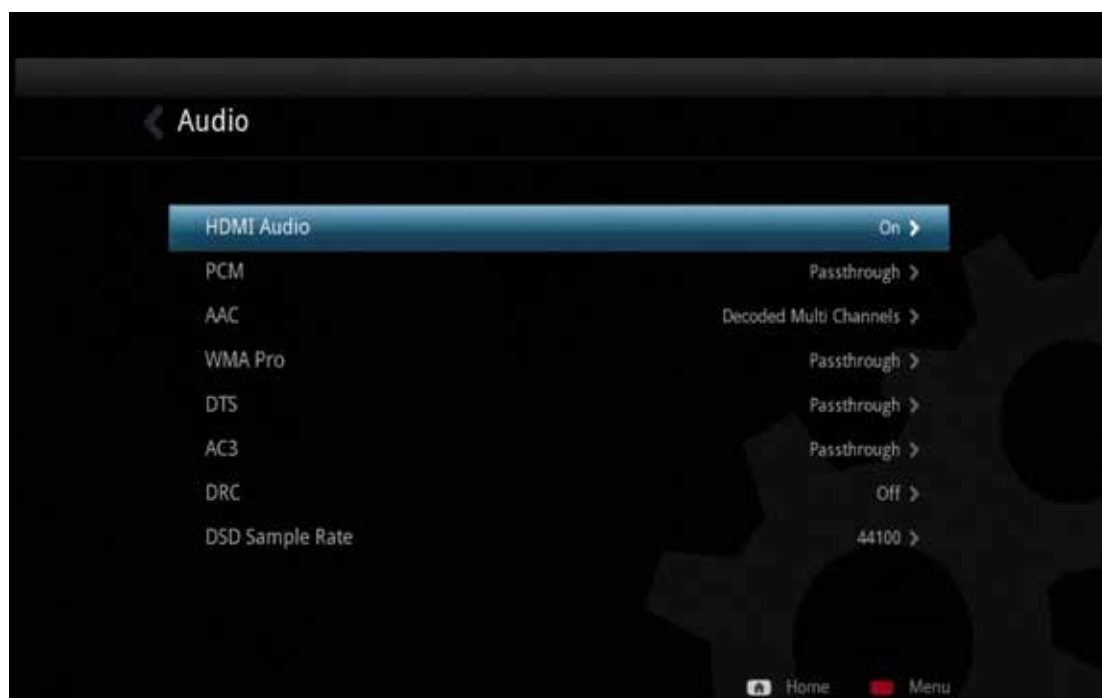 Audio
HDMI Audio On
PCM Passthrough
AAC Decoded Multi Channels
WMA Pro Passthrough
DTS Passthrough
AC3 Passthrough
DRC Off
DSD Sample Rate 44100
Home Menu